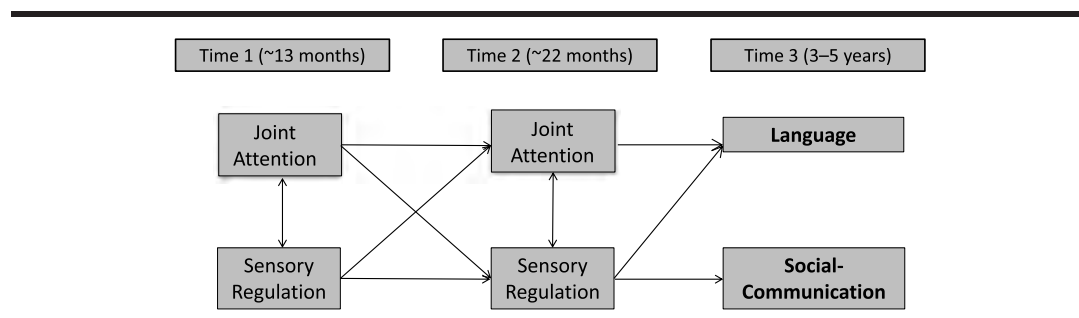 Time 1 (~13 months)
Time 2 (~22 months)
Time 3 (3–5 years)
Joint
Attention
Joint
Attention
Language
Sensory
Regulation
Sensory
Regulation
Social-
Communication